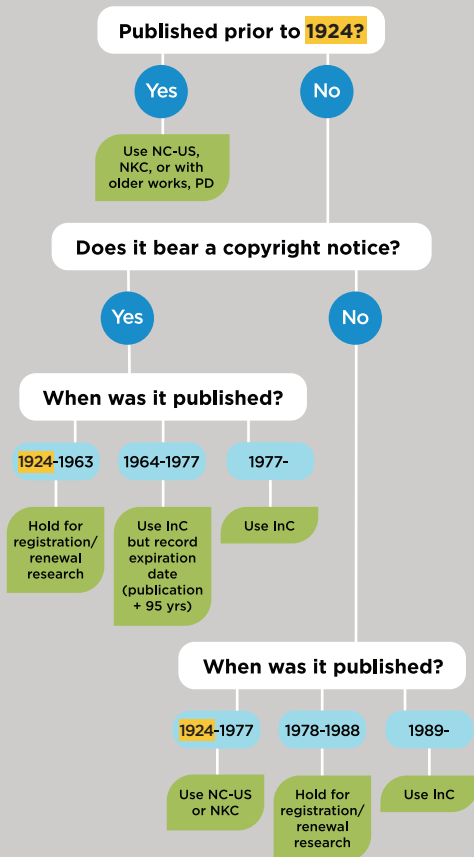 Published prior to 1924?
Yes
No
Use NC-US,
NKC, or with
older works, PD
Does it bear a copyright notice?
Yes
No
When was it published?
1924-1963
1964-1977
1977-
Hold for
registration/
renewal
research
Use InC
but record
expiration
date
(publication
+ 95 yrs)
Use InC
When was it published?
1924-1977
1978-1988
1989-
Use NC-US
or NKC
Hold for
registration/
renewal
research
Use InC